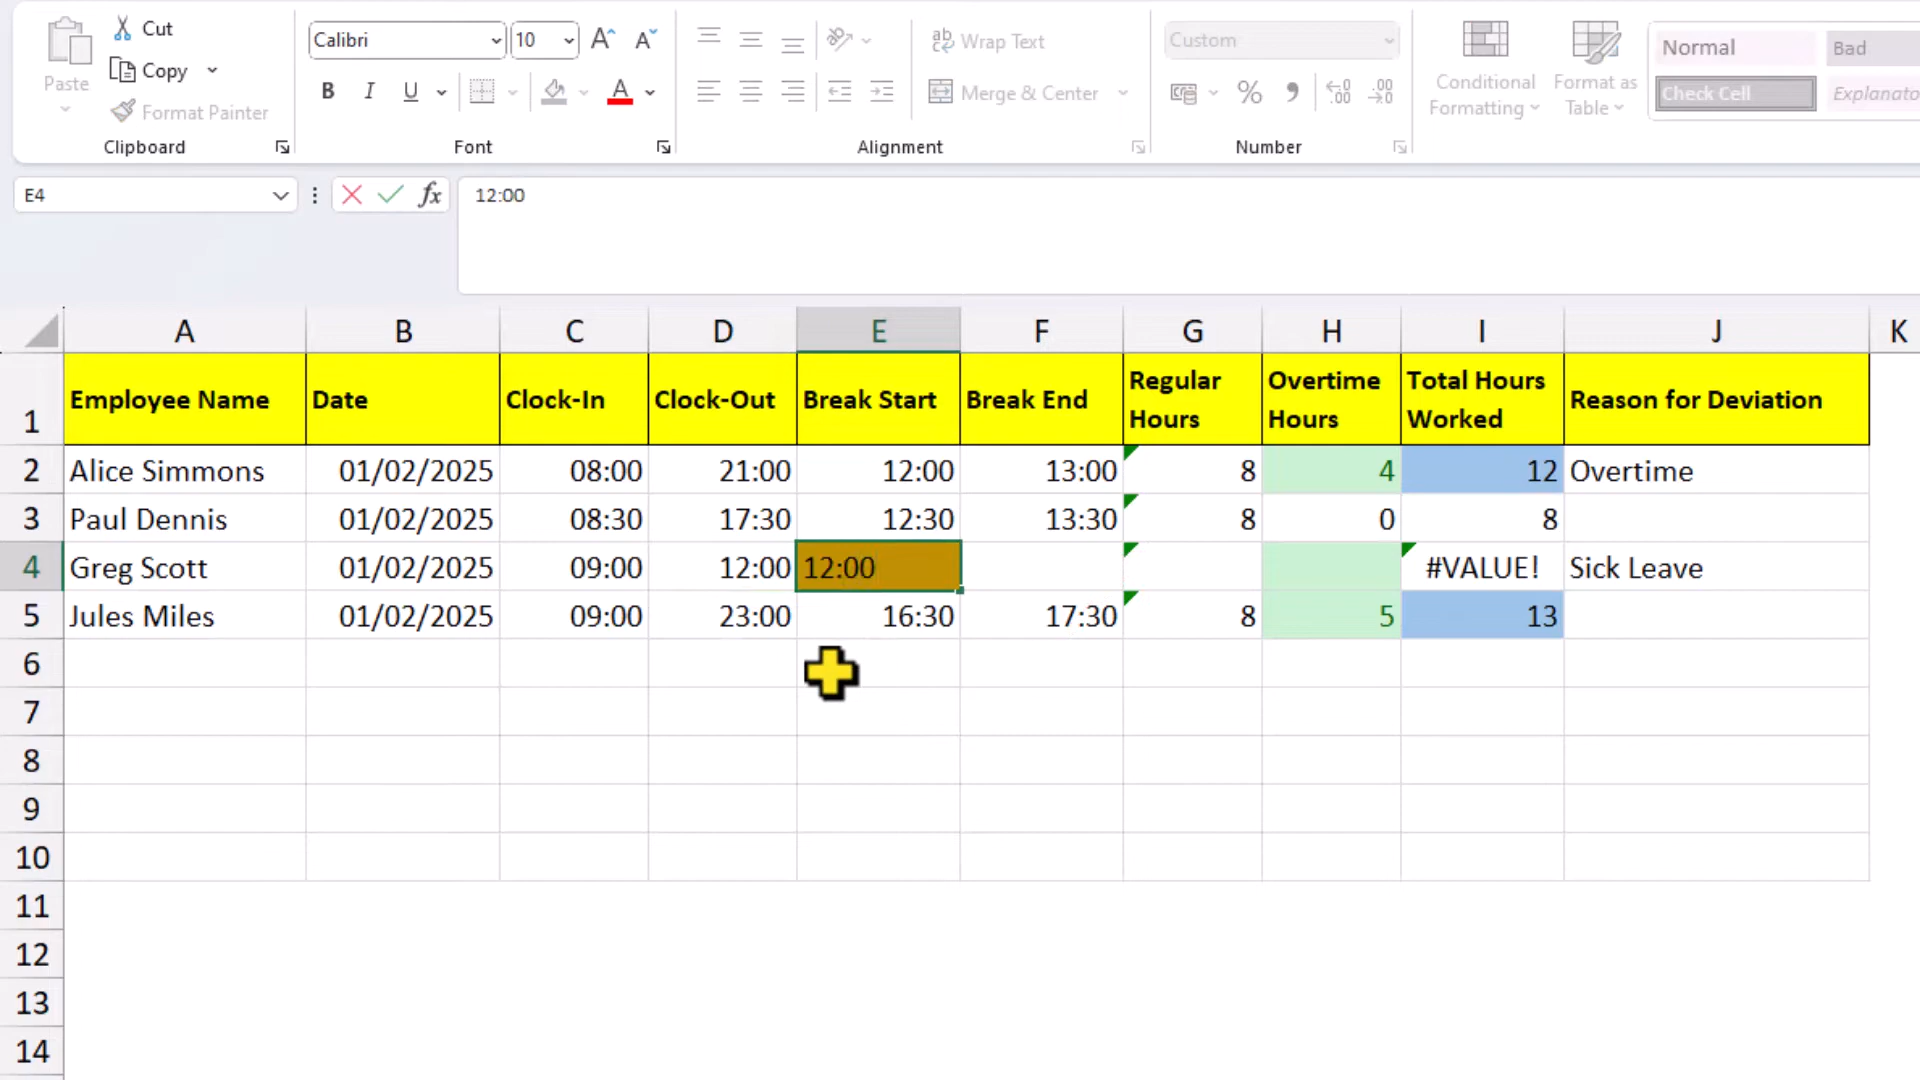 Cut
Calibri 10 A A ab Wrap Text Custom Normal Bad
Paste Copy
Format Painter B I U A Merge & Center % Conditional Formatting Format as Table Check Cell Explanato
Clipboard Font Alignment Number
E4 fx 12:00
A B C D E F G H I J K
1 Employee Name Date Clock-In Clock-Out Break Start Break End Regular Hours Overtime Hours Total Hours Worked Reason for Deviation
2 Alice Simmons 01/02/2025 08:00 21:00 12:00 13:00 8 4 12 Overtime
3 Paul Dennis 01/02/2025 08:30 17:30 12:30 13:30 8 0 8
4 Greg Scott 01/02/2025 09:00 12:00 12:00 #VALUE! Sick Leave
5 Jules Miles 01/02/2025 09:00 23:00 16:30 17:30 8 5 13
6
7
8
9
10
11
12
13
14